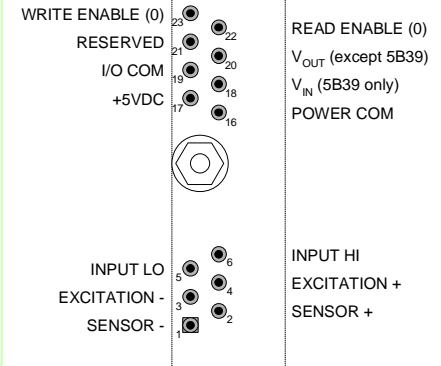 WRITE ENABLE (0)
23
22
READ ENABLE (0)
RESERVED
21
20
VOUT (except 5B39)
I/O COM
19
18
VIN (5B39 only)
+5VDC
17
16
POWER COM
6
INPUT HI
INPUT LO
5
4
EXCITATION +
EXCITATION -
3
2
SENSOR +
SENSOR -
1